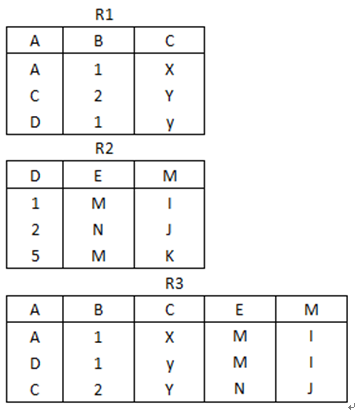 R1
A B C
A 1 X
C 2 Y
D 1 y
R2
D E M
1 M I
2 N J
5 M K
R3
A B C E M
A 1 X M I
D 1 y M I
C 2 Y N J